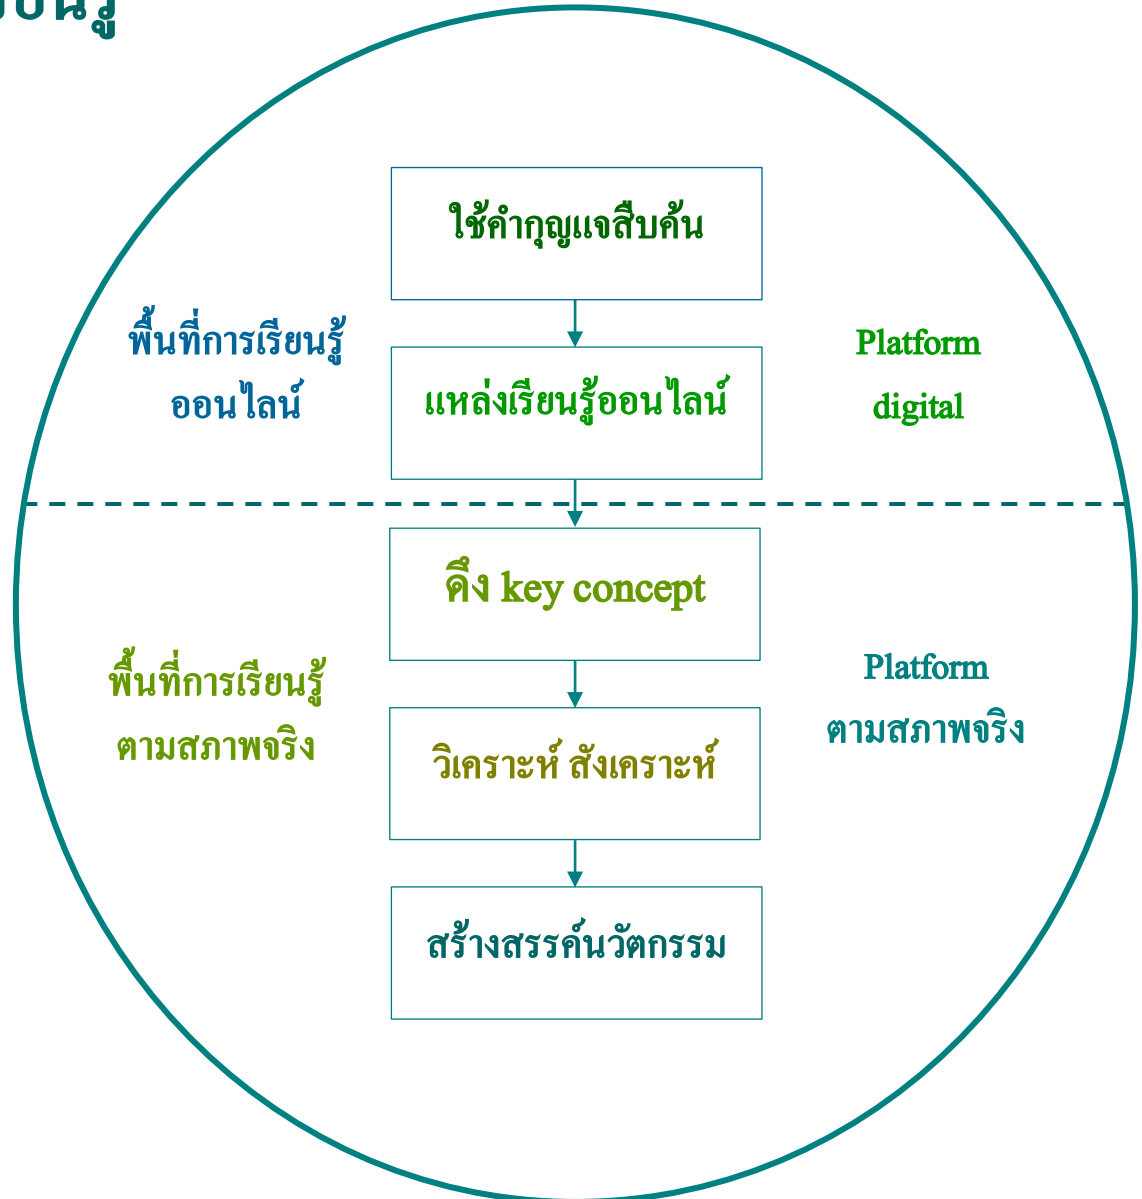 ใช้คำกุญแจสืบค้น
พื้นที่การเรียนรู้
ออนไลน์
แหล่งเรียนรู้ออนไลน์
Platform
digital
ดึง key concept
พื้นที่การเรียนรู้
ตามสภาพจริง
วิเคราะห์ สังเคราะห์
Platform
ตามสภาพจริง
สร้างสรรค์นวัตกรรม